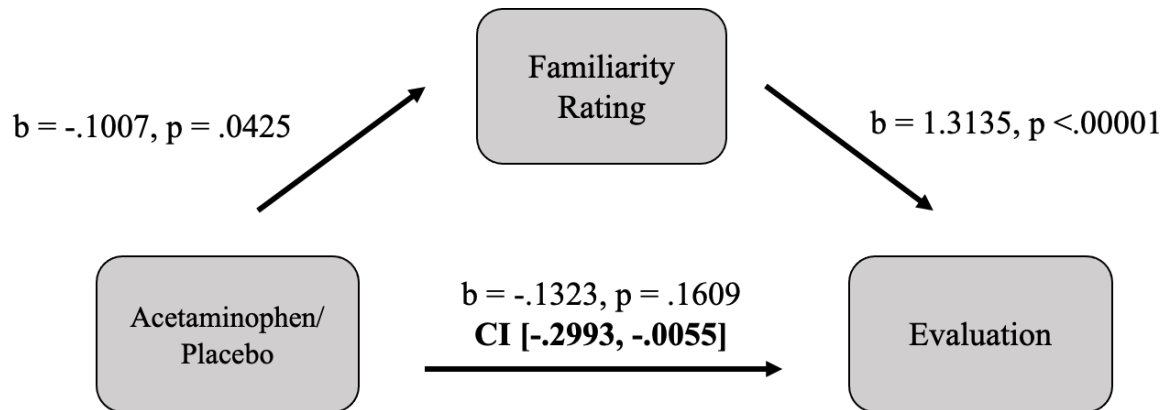 Familiarity
Rating
b = -.1007, p = .0425
b = 1.3135, p <.00001
Acetaminophen/
Placebo
b = -.1323, p = .1609
CI [-.2993, -.0055]
Evaluation